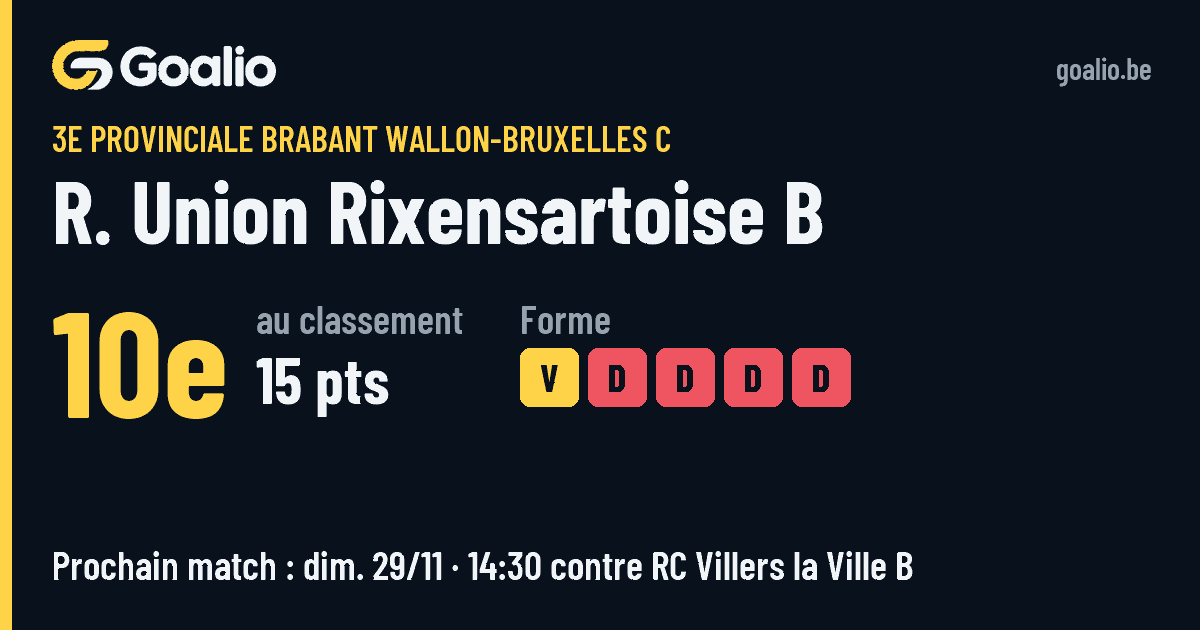 Goalio
goalio.be
3E PROVINCIALE BRABANT WALLON-BRUXELLES C
R. Union Rixensartoise B
10e
au classement
15 pts
Forme
V D D D D
Prochain match : dim. 29/11 · 14:30 contre RC Villers la Ville B